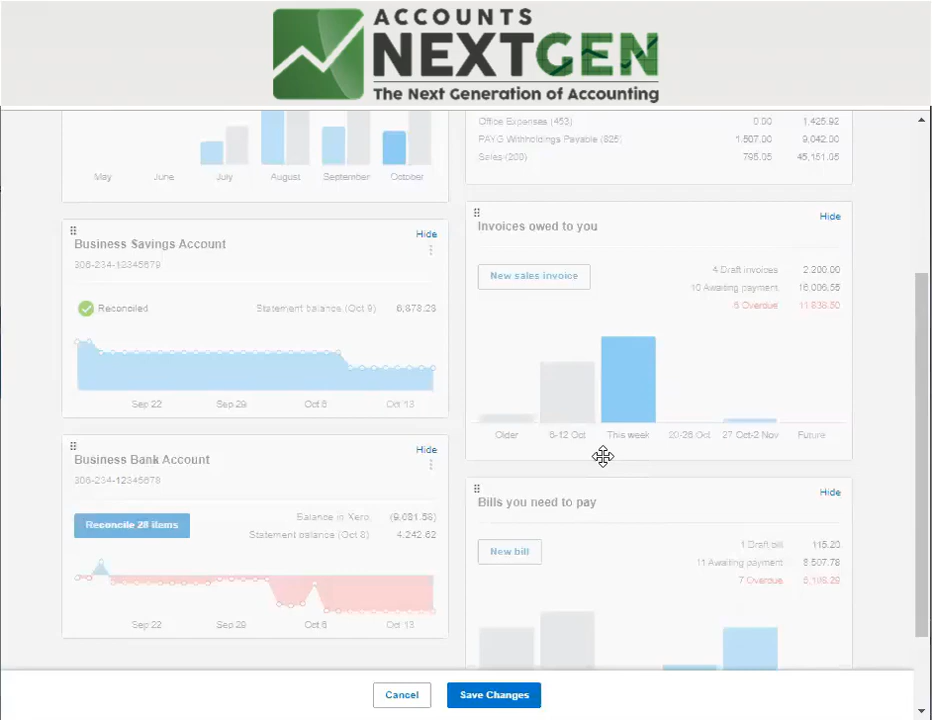 ACCOUNTS
NEXTGEN
The Next Generation of Accounting
Office Expenses (453) 0.00 1,425.92
PAYG Withholdings Payable (825) 1,507.00 9,042.00
Sales (200) 795.05 45,151.05
May June July August September October
Hide
Business Savings Account
306-234-12345679
Reconciled Statement balance (Oct 9) 6,878.28
Sep 22 Sep 29 Oct 6 Oct 13
Hide
Business Bank Account
306-234-12345678
Reconcile 28 items
Balance in Xero (9,081.58)
Statement balance (Oct 8) 4,242.62
Sep 22 Sep 29 Oct 6 Oct 13
Hide
Invoices owed to you
New sales invoice
4 Draft invoices 2,200.00
10 Awaiting payment 16,006.55
6 Overdue 11,838.50
Older 6-12 Oct This week 20-26 Oct 27 Oct-2 Nov Future
Hide
Bills you need to pay
New bill
1 Draft bill 115.20
11 Awaiting payment 8,507.78
7 Overdue
Cancel Save Changes